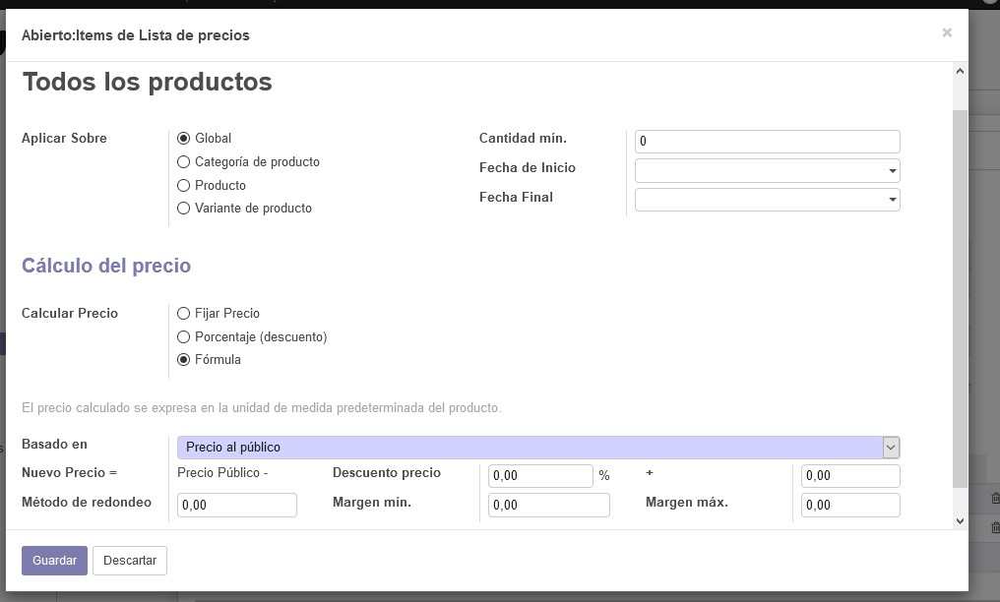 Abierto:Items de Lista de precios
×
Todos los productos
Aplicar Sobre
Global
Categoría de producto
Producto
Variante de producto
Cantidad mín.
0
Fecha de Inicio
Fecha Final
Cálculo del precio
Calcular Precio
Fijar Precio
Porcentaje (descuento)
Fórmula
El precio calculado se expresa en la unidad de medida predeterminada del producto.
Basado en
Precio al público
Nuevo Precio =
Precio Público -
Descuento precio
0,00 %
+
0,00
Método de redondeo
0,00
Margen mín.
0,00
Margen máx.
0,00
Guardar
Descartar